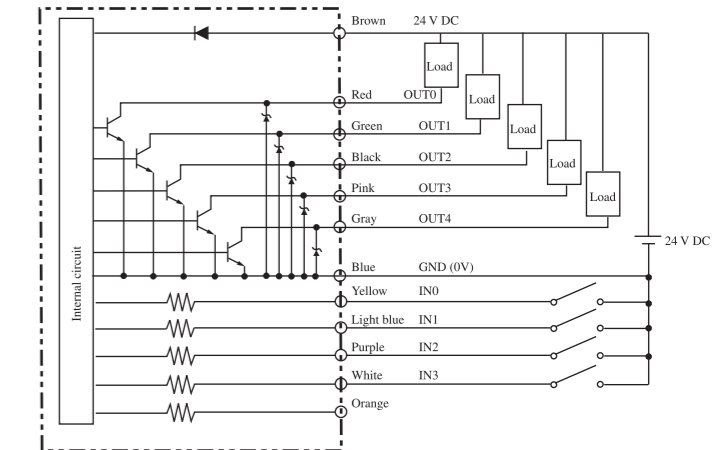 Brown 24 V DC
Load
Red OUT0
Load
Green OUT1
Load
Black OUT2
Load
Pink OUT3
Load
Gray OUT4
24 V DC
Internal circuit
Blue GND (0V)
Yellow IN0
Light blue IN1
Purple IN2
White IN3
Orange